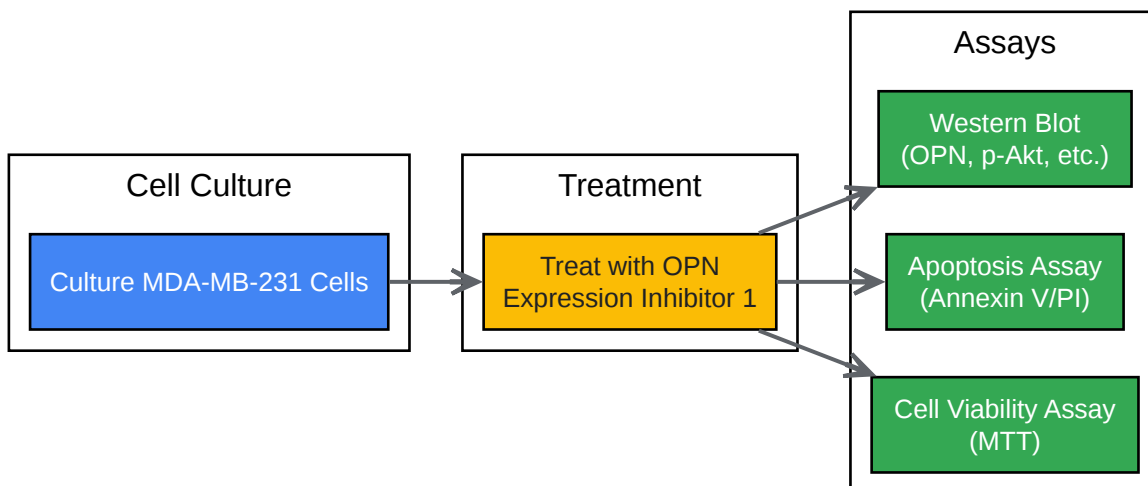 Cell Culture
Culture MDA-MB-231 Cells
Treatment
Treat with OPN
Expression Inhibitor 1
Assays
Western Blot
(OPN, p-Akt, etc.)
Apoptosis Assay
(Annexin V/PI)
Cell Viability Assay
(MTT)